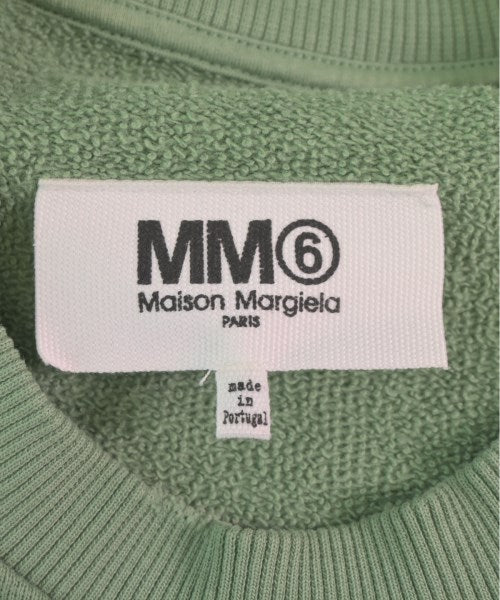 MM⑥
Maison Margiela
PARIS
made
in
Portugal